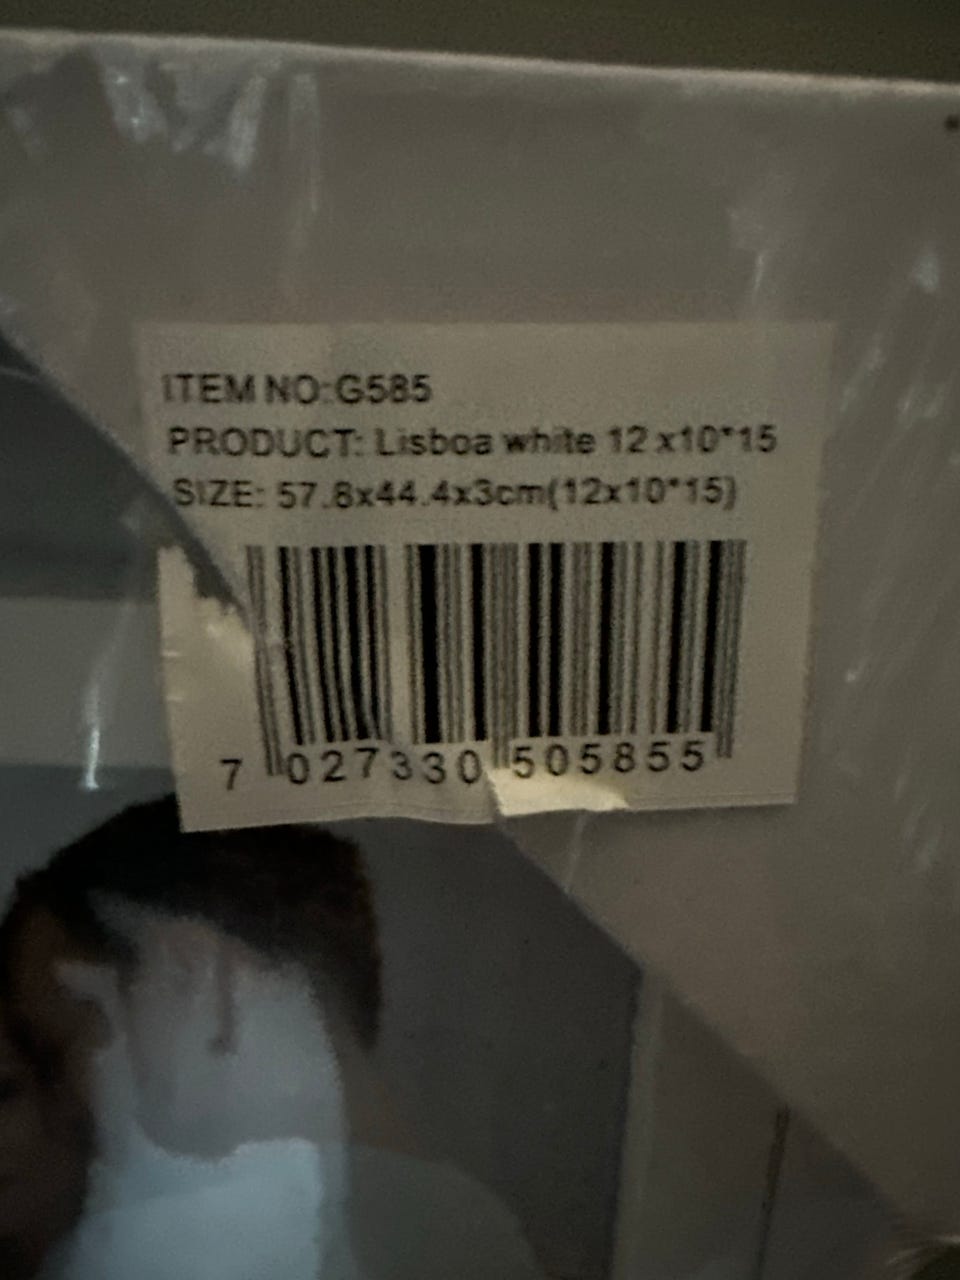 ITEM NO:G585
PRODUCT: Lisboa white 12 x10*15
SIZE: 57.8x44.4x3cm(12x10*15)
7 027330 505855